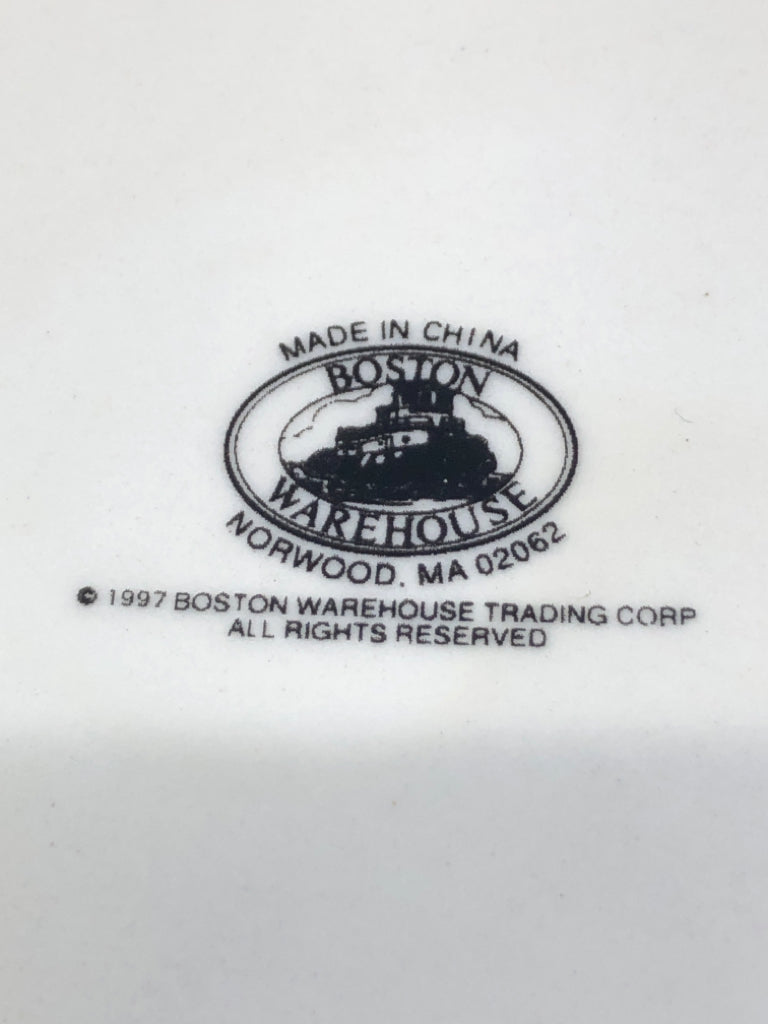 MADE IN CHINA
BOSTON
WAREHOUSE
NORWOOD, MA 02062
© 1997 BOSTON WAREHOUSE TRADING CORP
ALL RIGHTS RESERVED